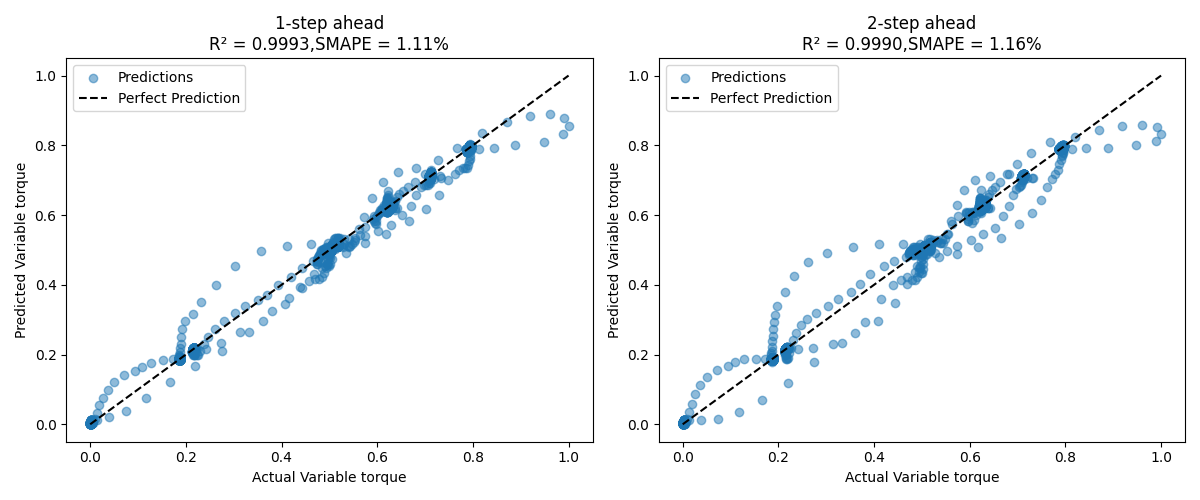 1-step ahead
R² = 0.9993,SMAPE = 1.11%
Predictions
Perfect Prediction
1.0
0.8
0.6
0.4
0.2
0.0
Predicted Variable torque
0.0 0.2 0.4 0.6 0.8 1.0
Actual Variable torque
2-step ahead
R² = 0.9990,SMAPE = 1.16%
Predictions
Perfect Prediction
1.0
0.8
0.6
0.4
0.2
0.0
Predicted Variable torque
0.0 0.2 0.4 0.6 0.8 1.0
Actual Variable torque